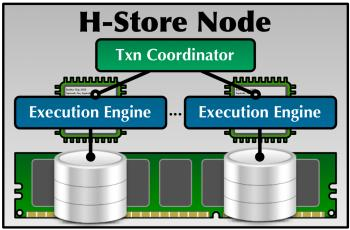 H-Store Node
Txn Coordinator
Execution Engine ... Execution Engine